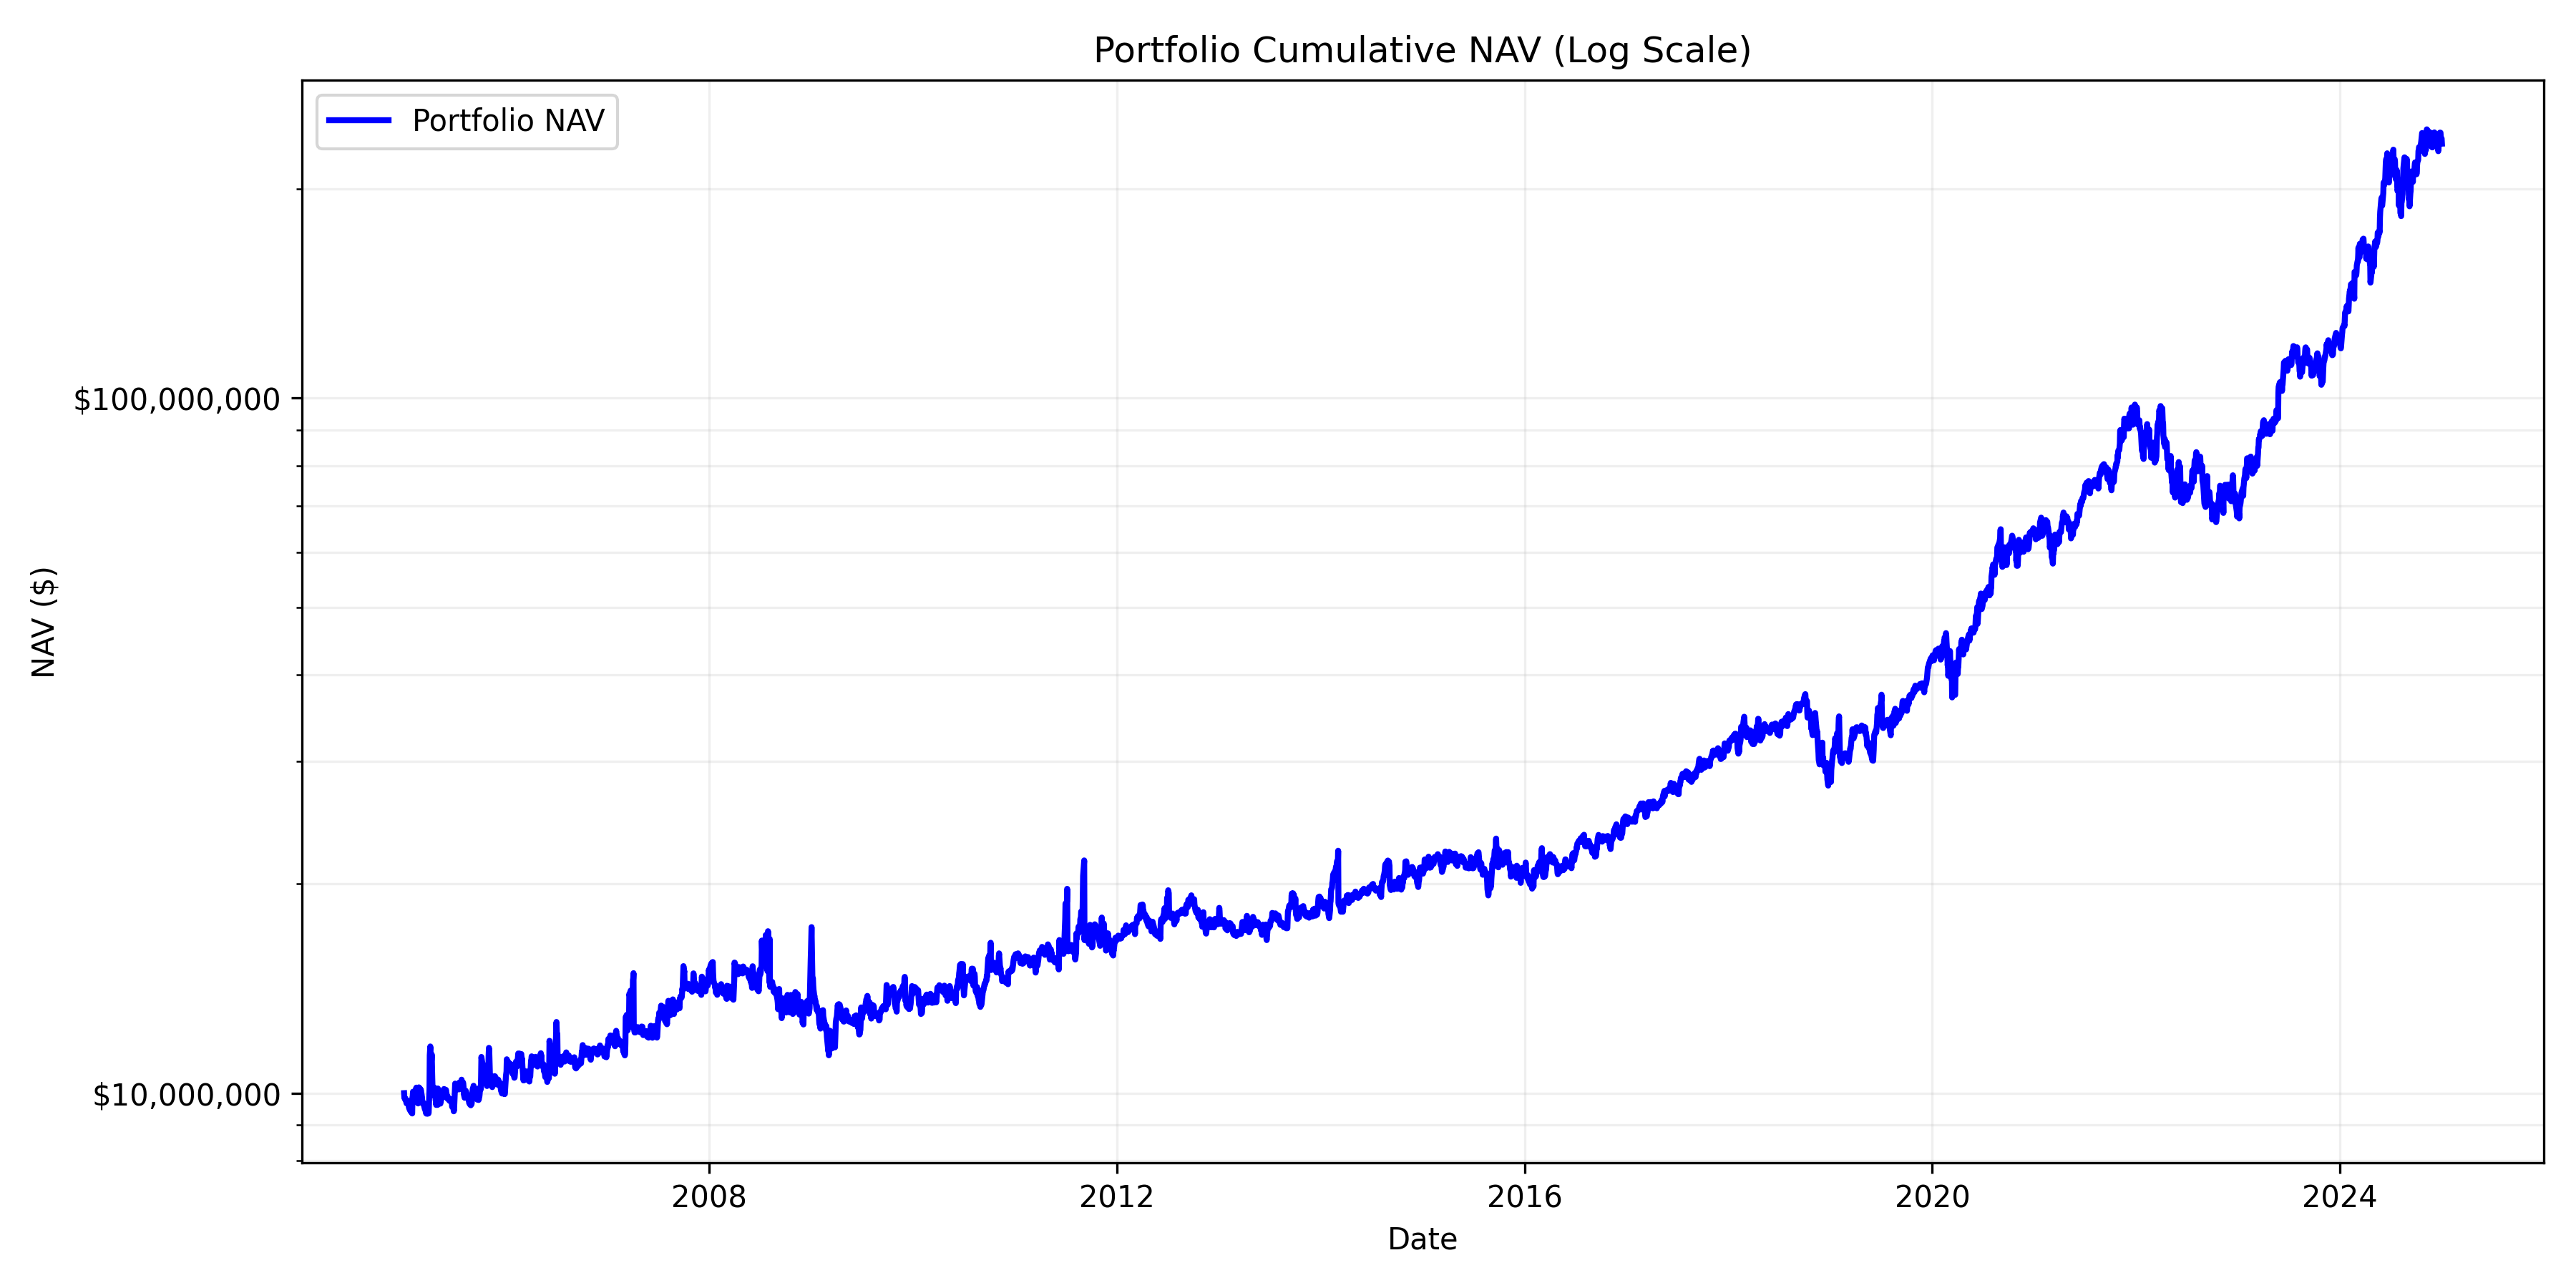 Portfolio Cumulative NAV (Log Scale)
Portfolio NAV
$100,000,000
$10,000,000
NAV ($)
2008 2012 2016 2020 2024
Date